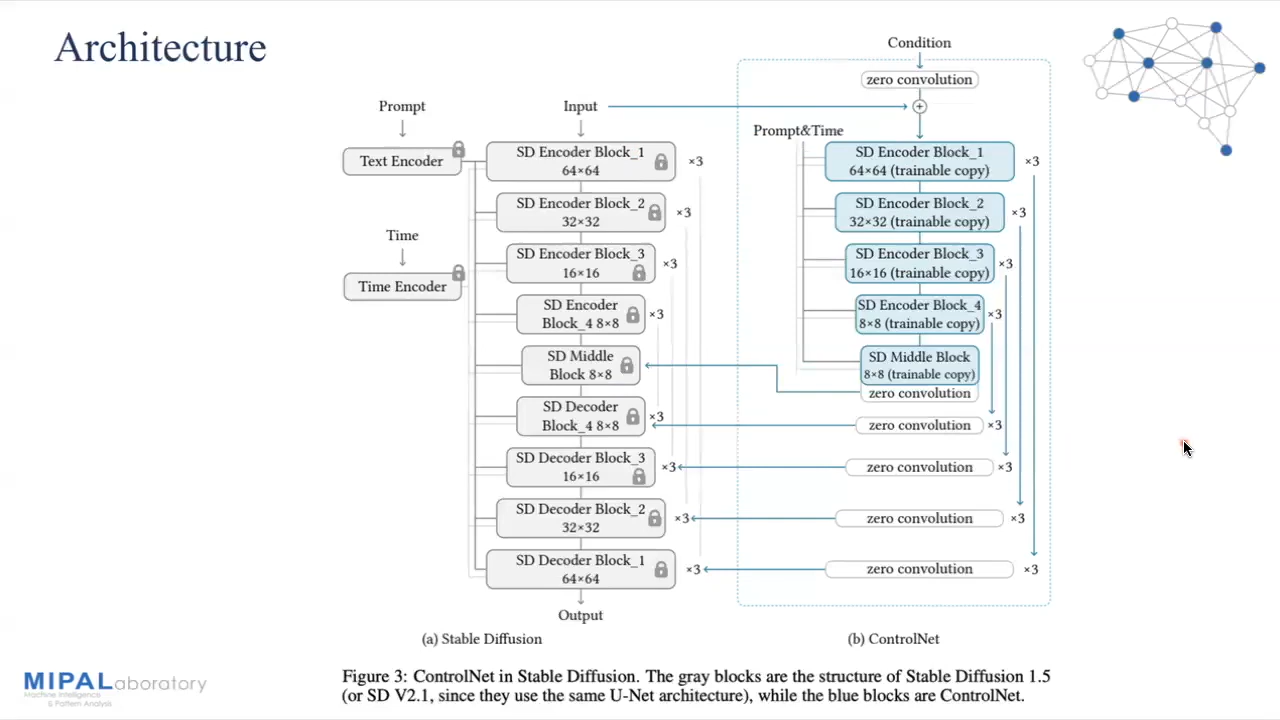 Architecture
Condition
zero convolution
Prompt
Input
+
Prompt&Time
Text Encoder
SD Encoder Block_1
64×64
×3
SD Encoder Block_1
64×64 (trainable copy)
×3
SD Encoder Block_2
32×32
×3
SD Encoder Block_2
32×32 (trainable copy)
×3
Time
SD Encoder Block_3
16×16
×3
SD Encoder Block_3
16×16 (trainable copy)
×3
Time Encoder
SD Encoder
Block_4 8×8
×3
SD Encoder Block_4
8×8 (trainable copy)
×3
SD Middle
Block 8×8
SD Middle Block
8×8 (trainable copy)
zero convolution
SD Decoder
Block_4 8×8
×3
zero convolution
×3
SD Decoder Block_3
16×16
×3
zero convolution
×3
SD Decoder Block_2
32×32
×3
zero convolution
×3
SD Decoder Block_1
64×64
×3
zero convolution
×3
Output
(a) Stable Diffusion
(b) ControlNet
MIPALaboratory
Machine Intelligence
& Pattern Analysis
Figure 3: ControlNet in Stable Diffusion. The gray blocks are the structure of Stable Diffusion 1.5
(or SD V2.1, since they use the same U-Net architecture), while the blue blocks are ControlNet.